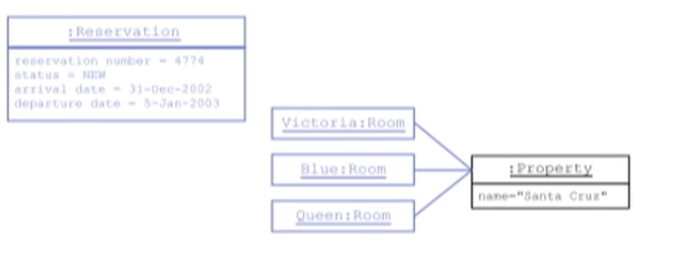 :Reservation
reservation number = 4774
status = NEW
arrival date = 31-Dec-2002
departure date = 5-Jan-2003
Victoria:Room
Blue:Room
:Property
name="Santa Cruz"
Queen:Room